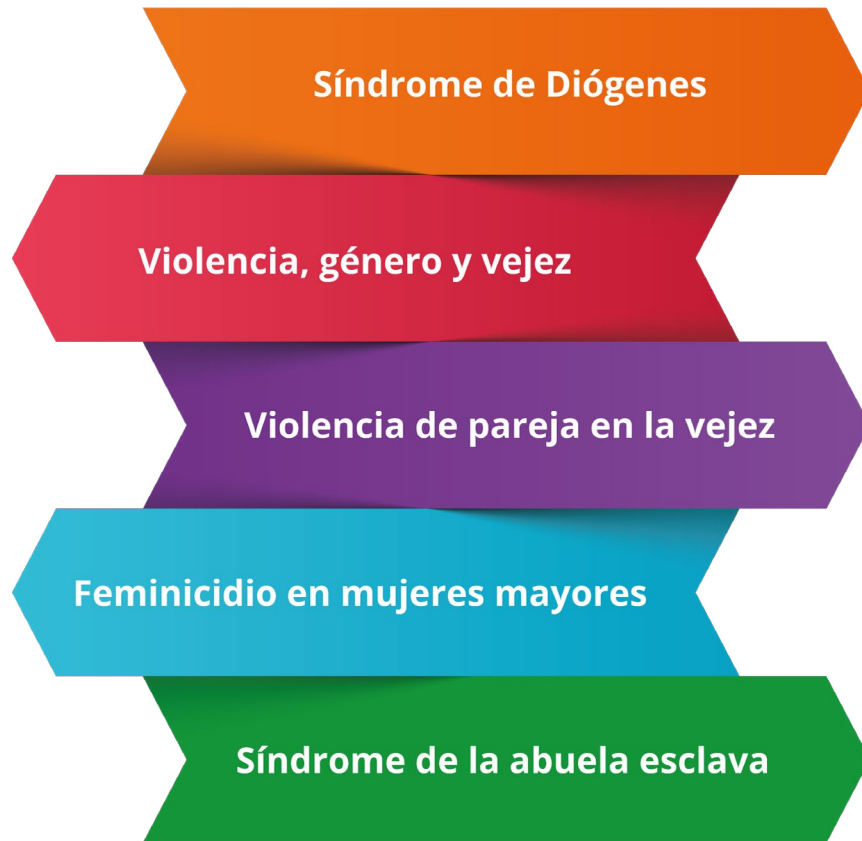 Síndrome de Diógenes
Violencia, género y vejez
Violencia de pareja en la vejez
Feminicidio en mujeres mayores
Síndrome de la abuela esclava